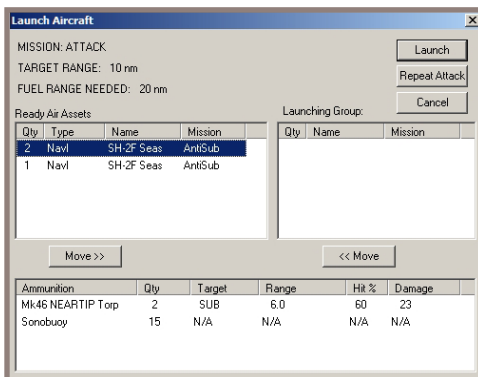 Launch Aircraft
MISSION: ATTACK
TARGET RANGE: 10 nm
FUEL RANGE NEEDED: 20 nm
Launch
Repeat Attack
Cancel
Ready Air Assets
Qty Type Name Mission
2 Navl SH-2F Seas AntiSub
1 Navl SH-2F Seas AntiSub
Launching Group:
Qty Name Mission
Move >>
<< Move
Ammunition Qty Target Range Hit % Damage
Mk46 NEARTIP Torp 2 SUB 6.0 60 23
Sonobuoy 15 N/A N/A N/A N/A